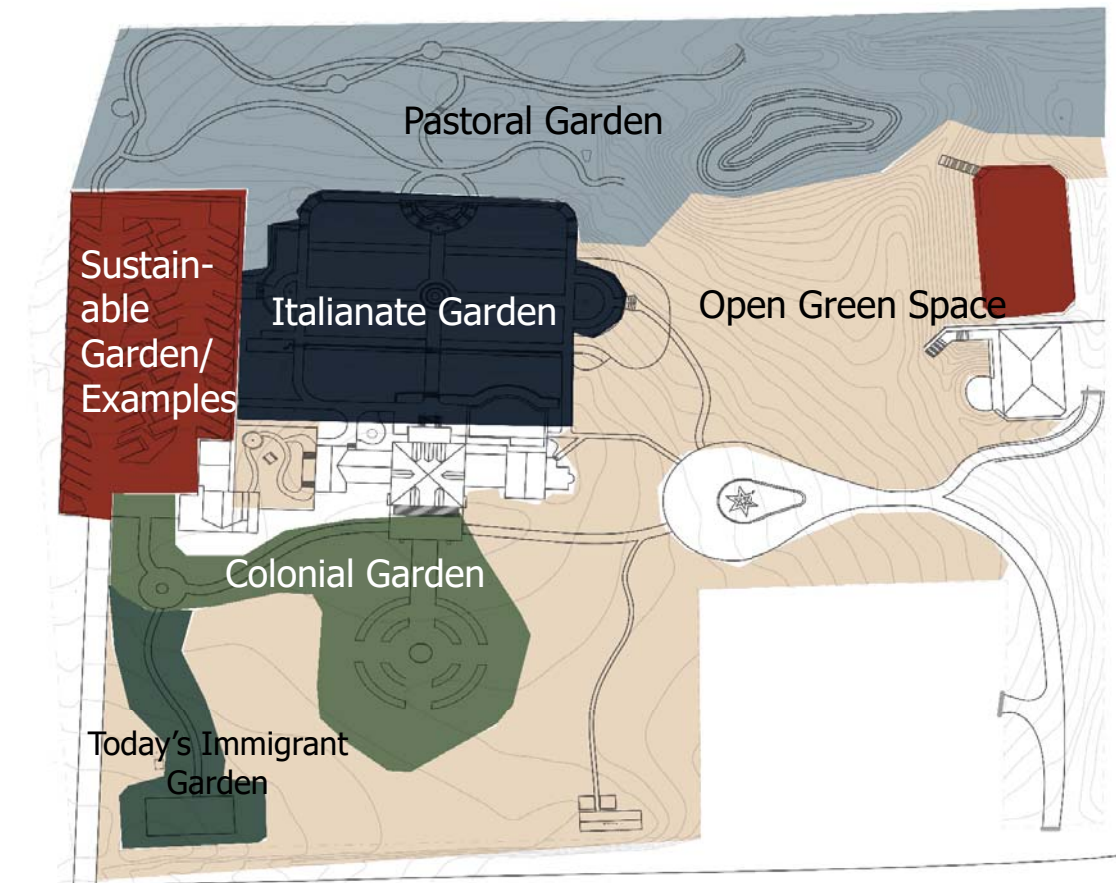 Pastoral Garden
Sustain-
able
Garden/
Examples
Italianate Garden
Open Green Space
Colonial Garden
Today's Immigrant
Garden